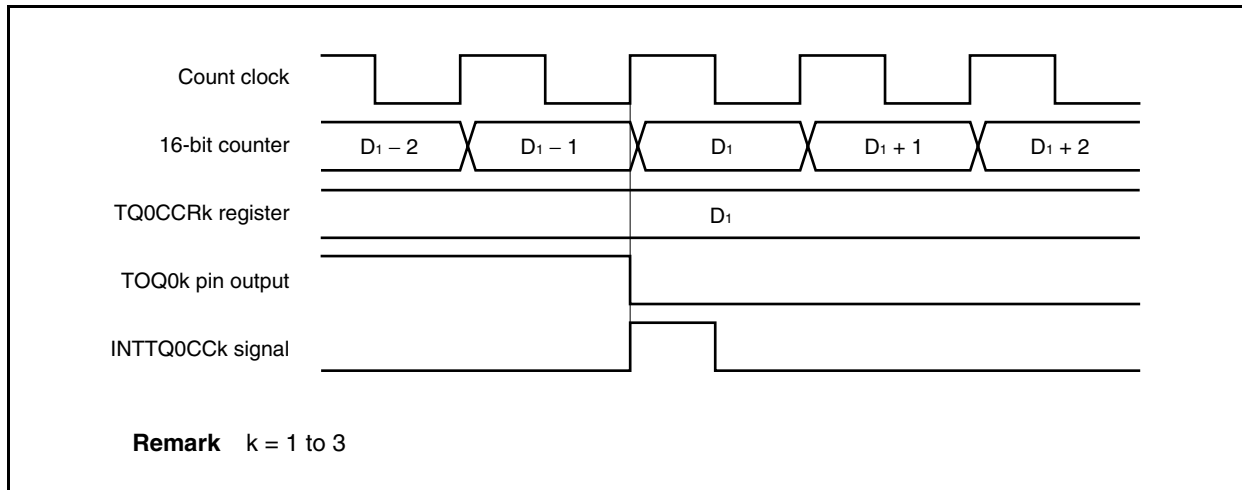 Count clock
16-bit counter D₁ − 2 D₁ − 1 D₁ D₁ + 1 D₁ + 2
TQ0CCRk register D₁
TOQ0k pin output
INTTQ0CCk signal
Remark k = 1 to 3